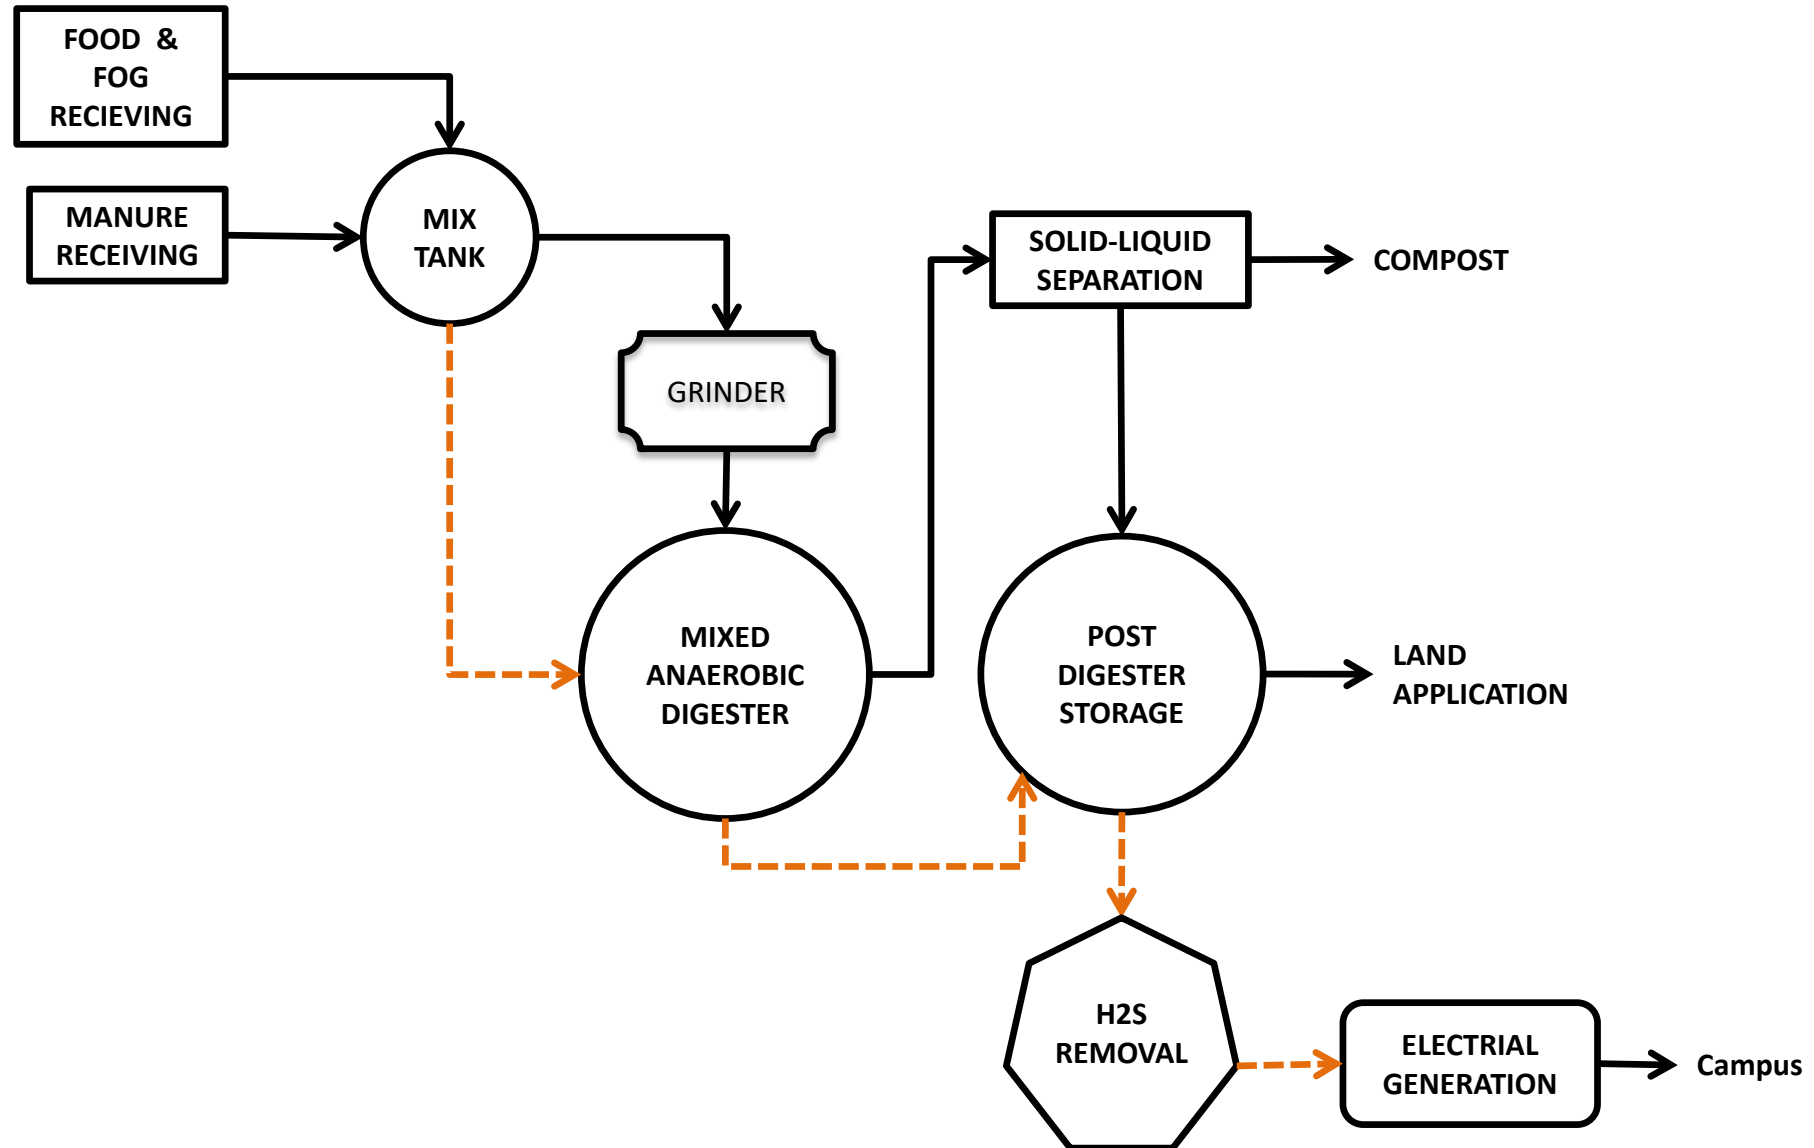 FOOD &
FOG
RECIEVING
MANURE
RECEIVING
MIX
TANK
GRINDER
SOLID-LIQUID
SEPARATION
COMPOST
MIXED
ANAEROBIC
DIGESTER
POST
DIGESTER
STORAGE
LAND
APPLICATION
H2S
REMOVAL
ELECTRIAL
GENERATION
Campus